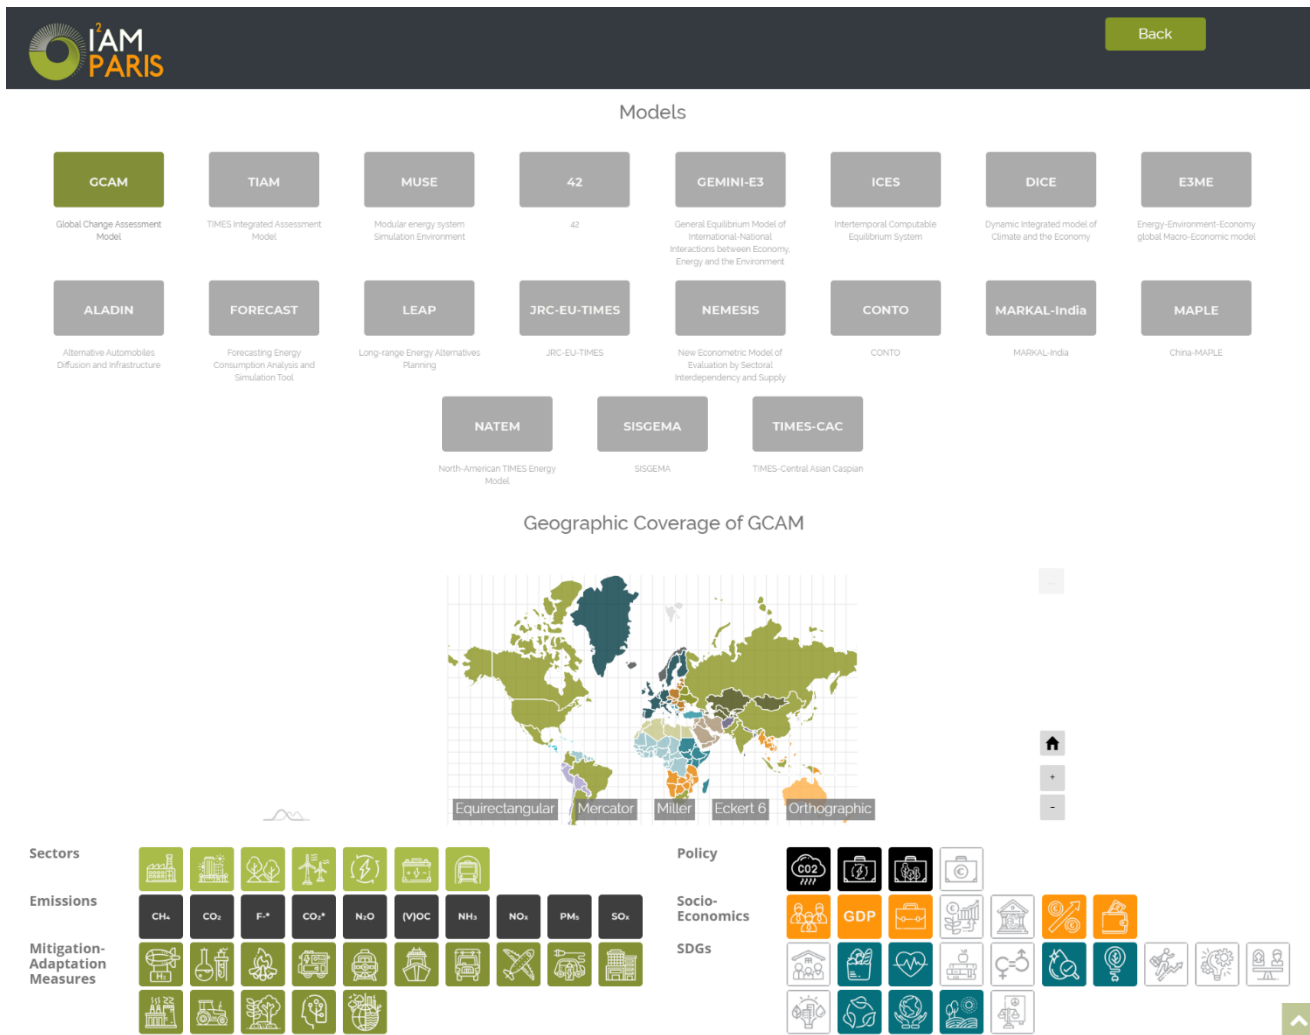 I²AM
PARIS
Back
Models
GCAM
TIAM
MUSE
42
GEMINI-E3
ICES
DICE
E3ME
Global Change Assessment
Model
TIMES Integrated Assessment
Model
Modular energy system
Simulation Environment
42
General Equilibrium Model of
International-National
Interactions between Economy,
Energy and the Environment
Intertemporal Computable
Equilibrium System
Dynamic Integrated model of
Climate and the Economy
Energy-Environment-Economy
global Macro-Economic model
ALADIN
FORECAST
LEAP
JRC-EU-TIMES
NEMESIS
CONTO
MARKAL-India
MAPLE
Alternative Automobiles
Diffusion and Infrastructure
Forecasting Energy
Consumption Analysis and
Simulation Tool
Long-range Energy Alternatives
Planning
JRC-EU-TIMES
New Econometric Model of
Evaluation by Sectoral
Interdependency and Supply
CONTO
MARKAL-India
China-MAPLE
NATEM
SISGEMA
TIMES-CAC
North-American TIMES Energy
Model
SISGEMA
TIMES-Central Asian Caspian
Geographic Coverage of GCAM
...
+
-
Equirectangular
Mercator
Miller
Eckert 6
Orthographic
Sectors
Emissions
CH₄
CO₂
F-*
CO₂*
N₂O
(V)OC
NH₃
NOₓ
PM₅
SOₓ
Mitigation-
Adaptation
Measures
H₂
Policy
CO2
Socio-
Economics
GDP
SDGs